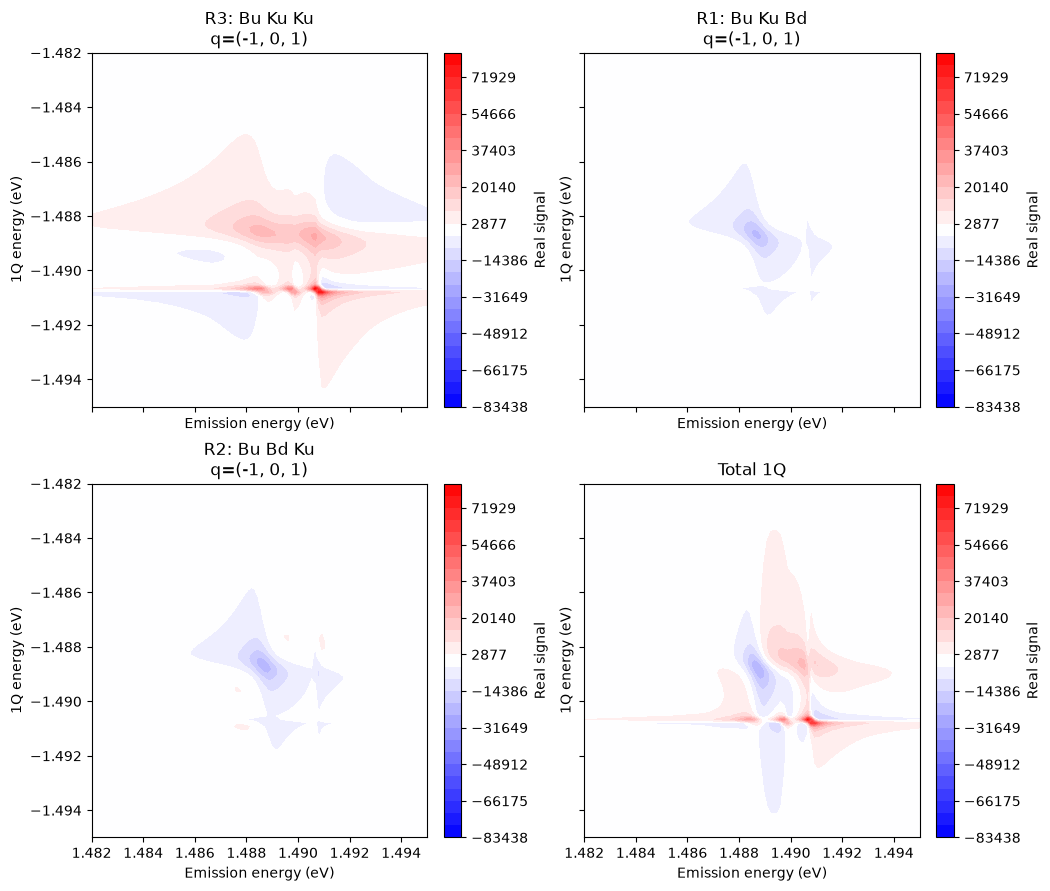 R3: Bu Ku Ku
q=(-1, 0, 1)
−1.482
−1.484
−1.486
−1.488
−1.490
−1.492
−1.494
1Q energy (eV)
Emission energy (eV)
71929
54666
37403
20140
2877
−14386
−31649
−48912
−66175
−83438
Real signal
R1: Bu Ku Bd
q=(-1, 0, 1)
1Q energy (eV)
Emission energy (eV)
71929
54666
37403
20140
2877
−14386
−31649
−48912
−66175
−83438
Real signal
R2: Bu Bd Ku
q=(-1, 0, 1)
−1.482
−1.484
−1.486
−1.488
−1.490
−1.492
−1.494
1Q energy (eV)
1.482 1.484 1.486 1.488 1.490 1.492 1.494
Emission energy (eV)
71929
54666
37403
20140
2877
−14386
−31649
−48912
−66175
−83438
Real signal
Total 1Q
1Q energy (eV)
1.482 1.484 1.486 1.488 1.490 1.492 1.494
Emission energy (eV)
71929
54666
37403
20140
2877
−14386
−31649
−48912
−66175
−83438
Real signal